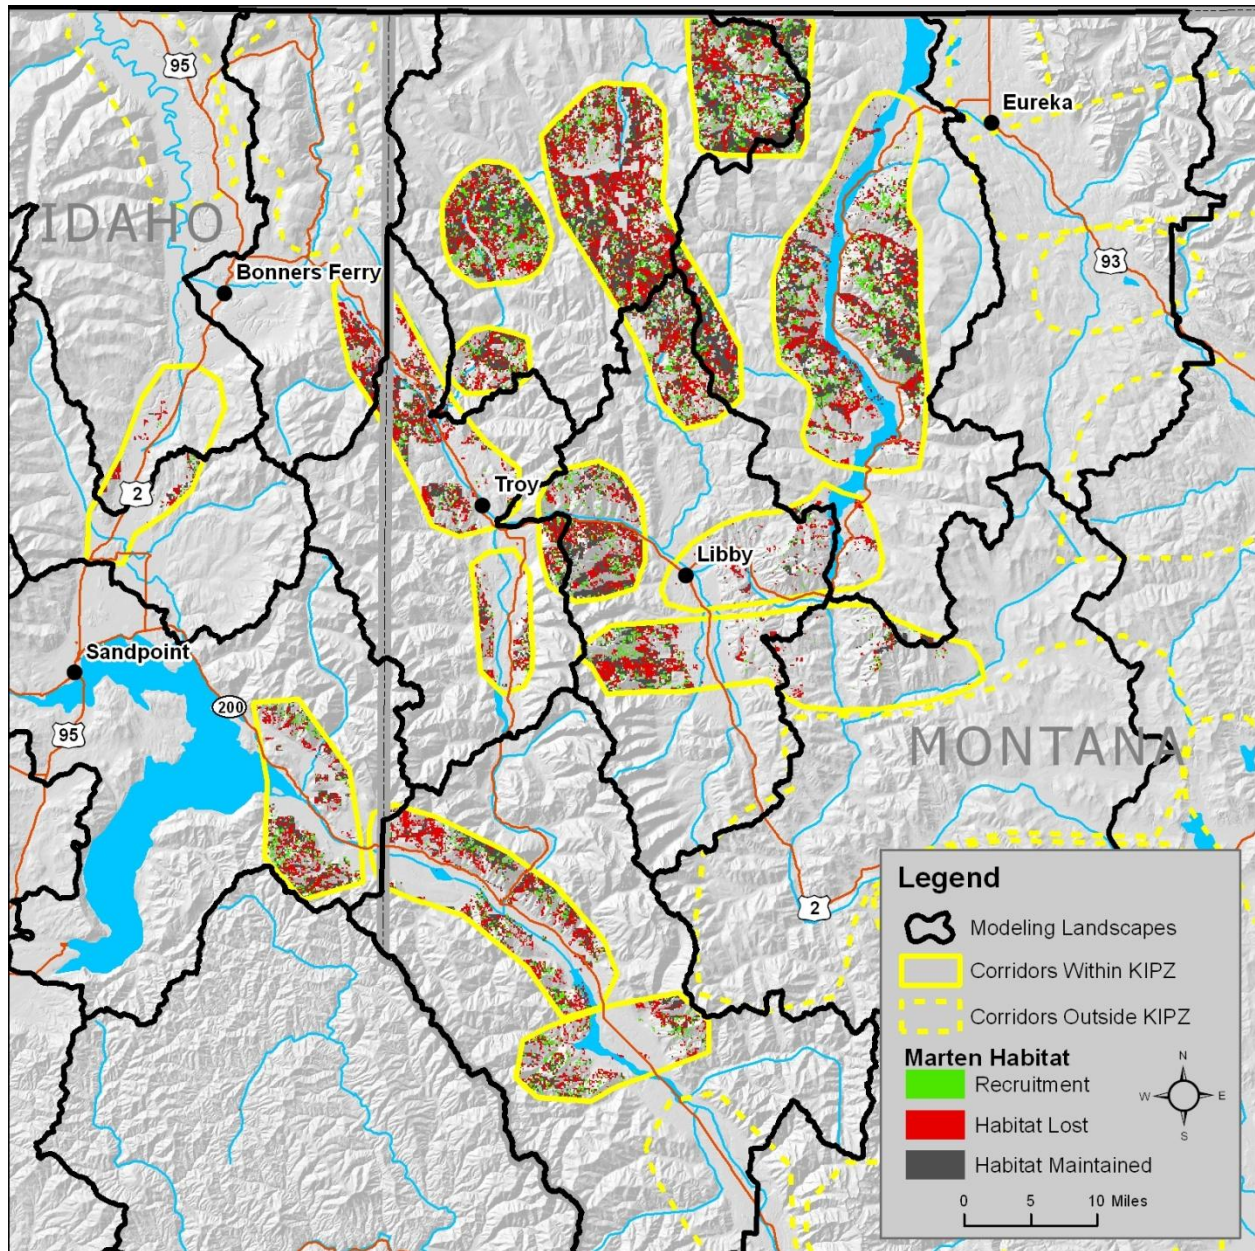 95
Eureka
IDAHO
Bonners Ferry
93
2
Troy
Libby
Sandpoint
200
95
MONTANA
2
Legend
Modeling Landscapes
Corridors Within KIPZ
Corridors Outside KIPZ
Marten Habitat
Recruitment
Habitat Lost
Habitat Maintained
N
W
E
S
0 5 10 Miles